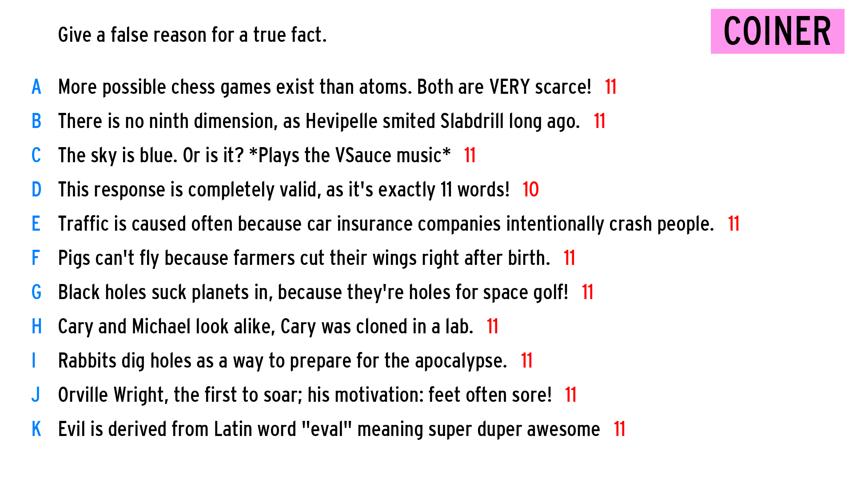 Give a false reason for a true fact.
COINER
A More possible chess games exist than atoms. Both are VERY scarce! 11
B There is no ninth dimension, as Hevipelle smited Slabdrill long ago. 11
C The sky is blue. Or is it? *Plays the VSauce music* 11
D This response is completely valid, as it's exactly 11 words! 10
E Traffic is caused often because car insurance companies intentionally crash people. 11
F Pigs can't fly because farmers cut their wings right after birth. 11
G Black holes suck planets in, because they're holes for space golf! 11
H Cary and Michael look alike, Cary was cloned in a lab. 11
I Rabbits dig holes as a way to prepare for the apocalypse. 11
J Orville Wright, the first to soar; his motivation: feet often sore! 11
K Evil is derived from Latin word "eval" meaning super duper awesome 11